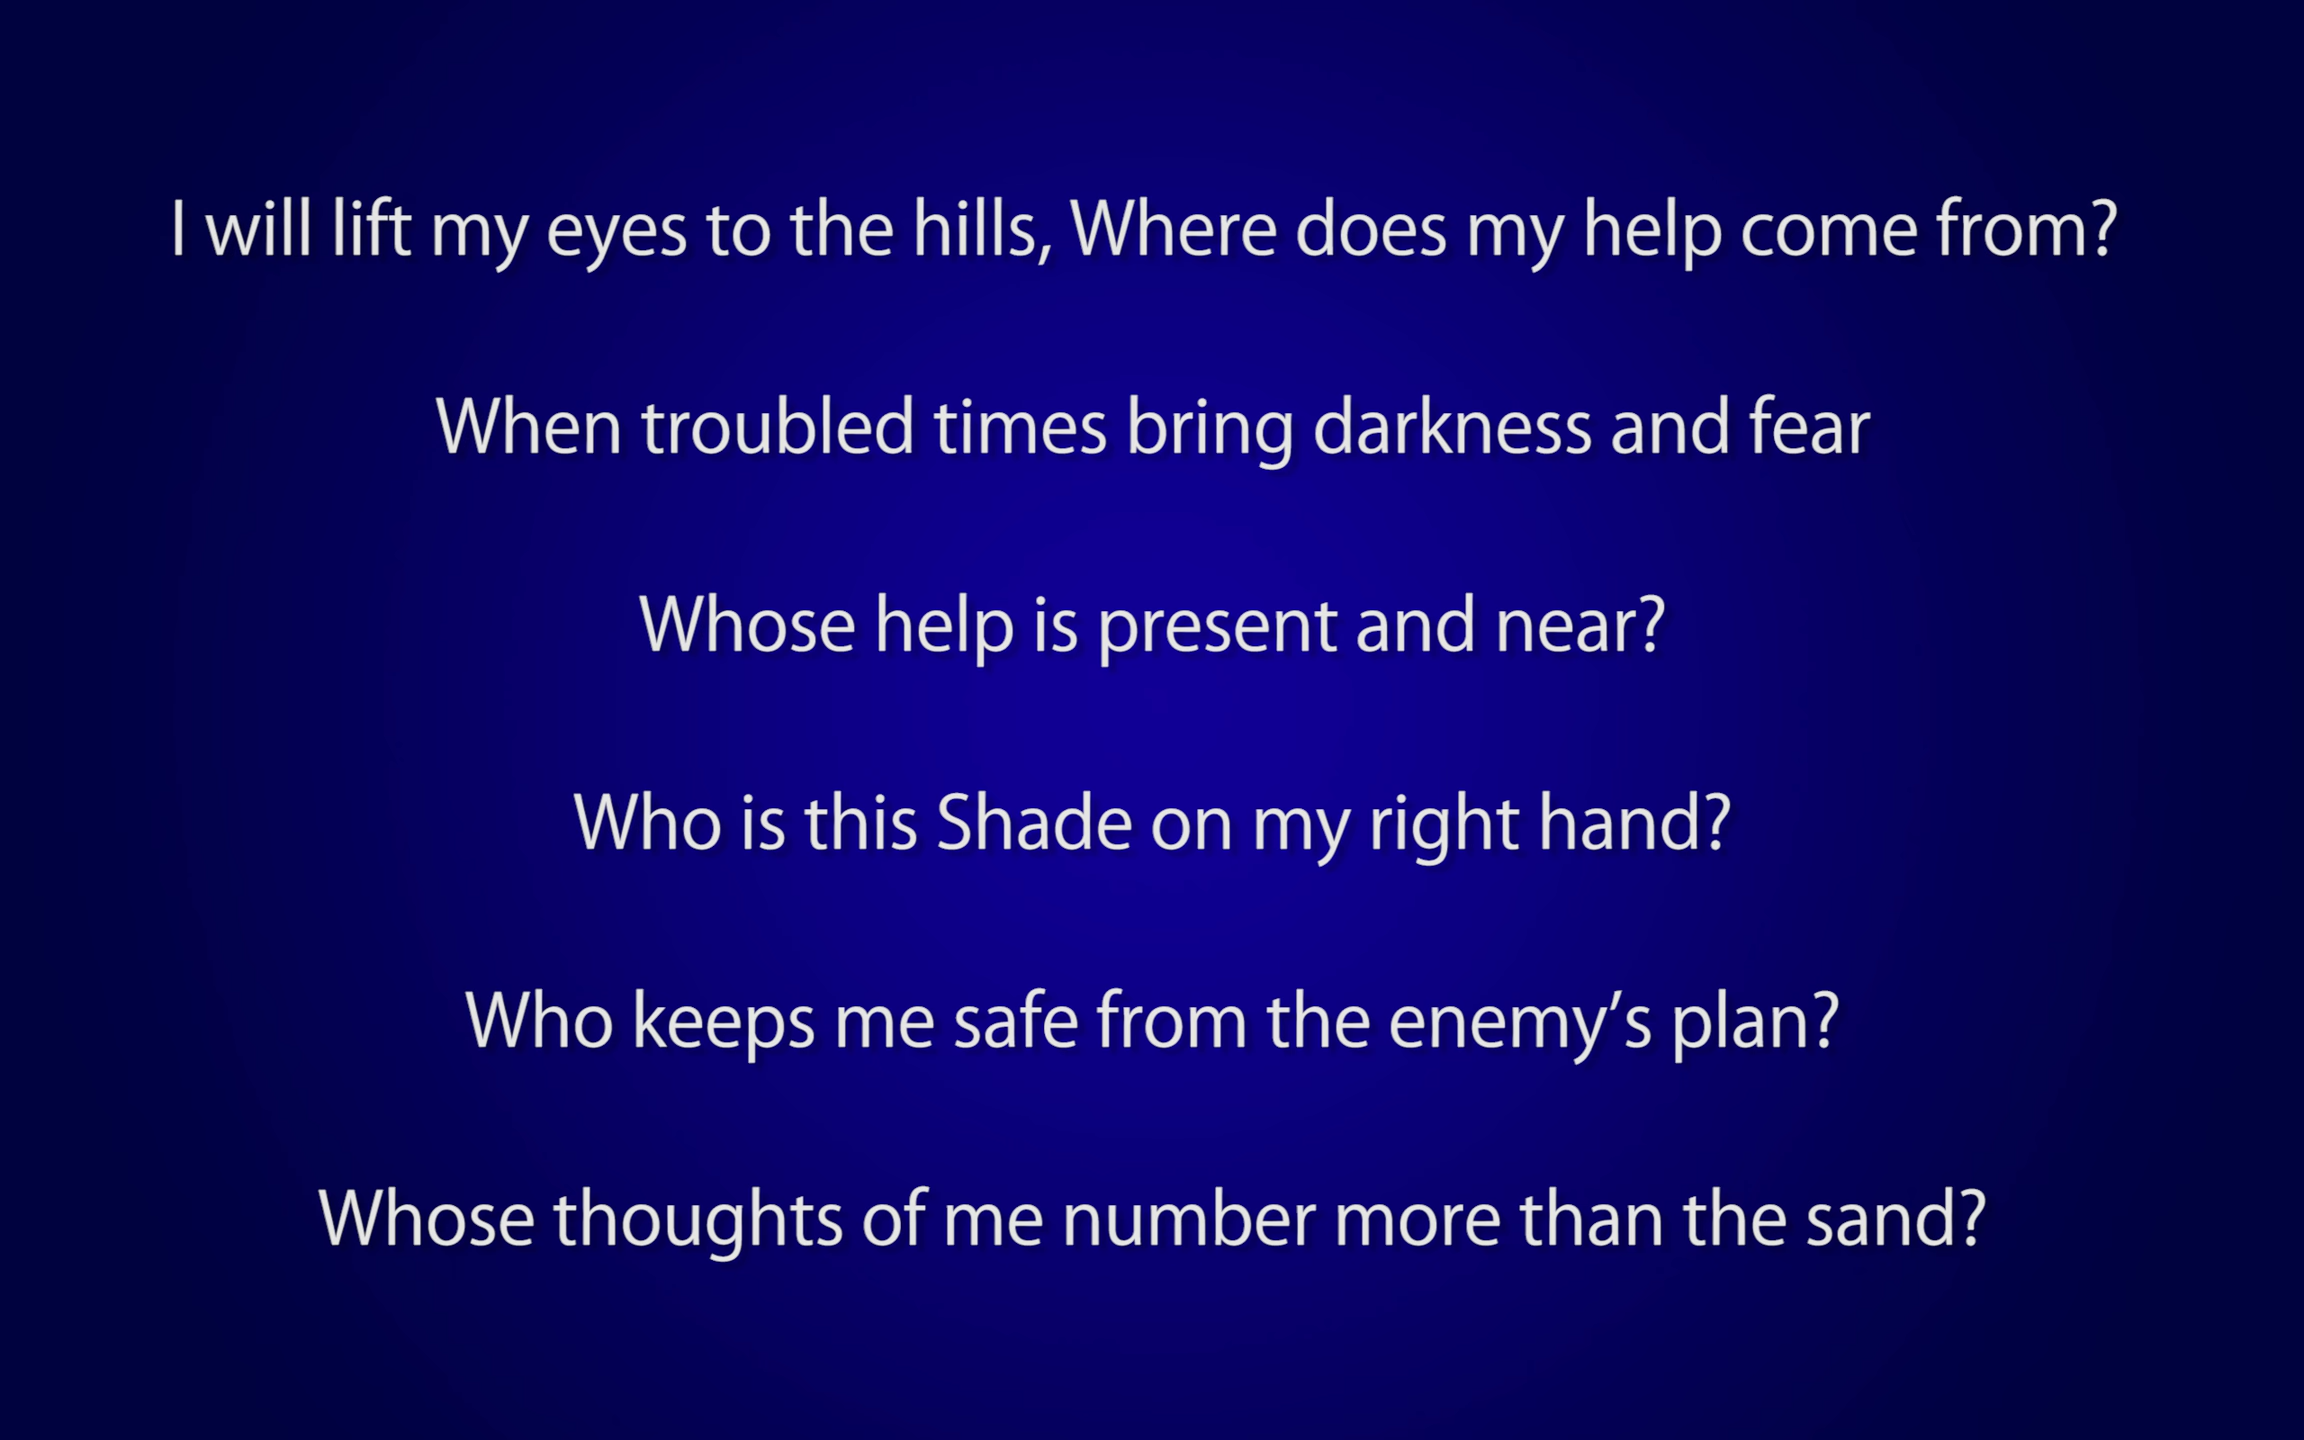 I will lift my eyes to the hills, Where does my help come from?
When troubled times bring darkness and fear
Whose help is present and near?
Who is this Shade on my right hand?
Who keeps me safe from the enemy’s plan?
Whose thoughts of me number more than the sand?